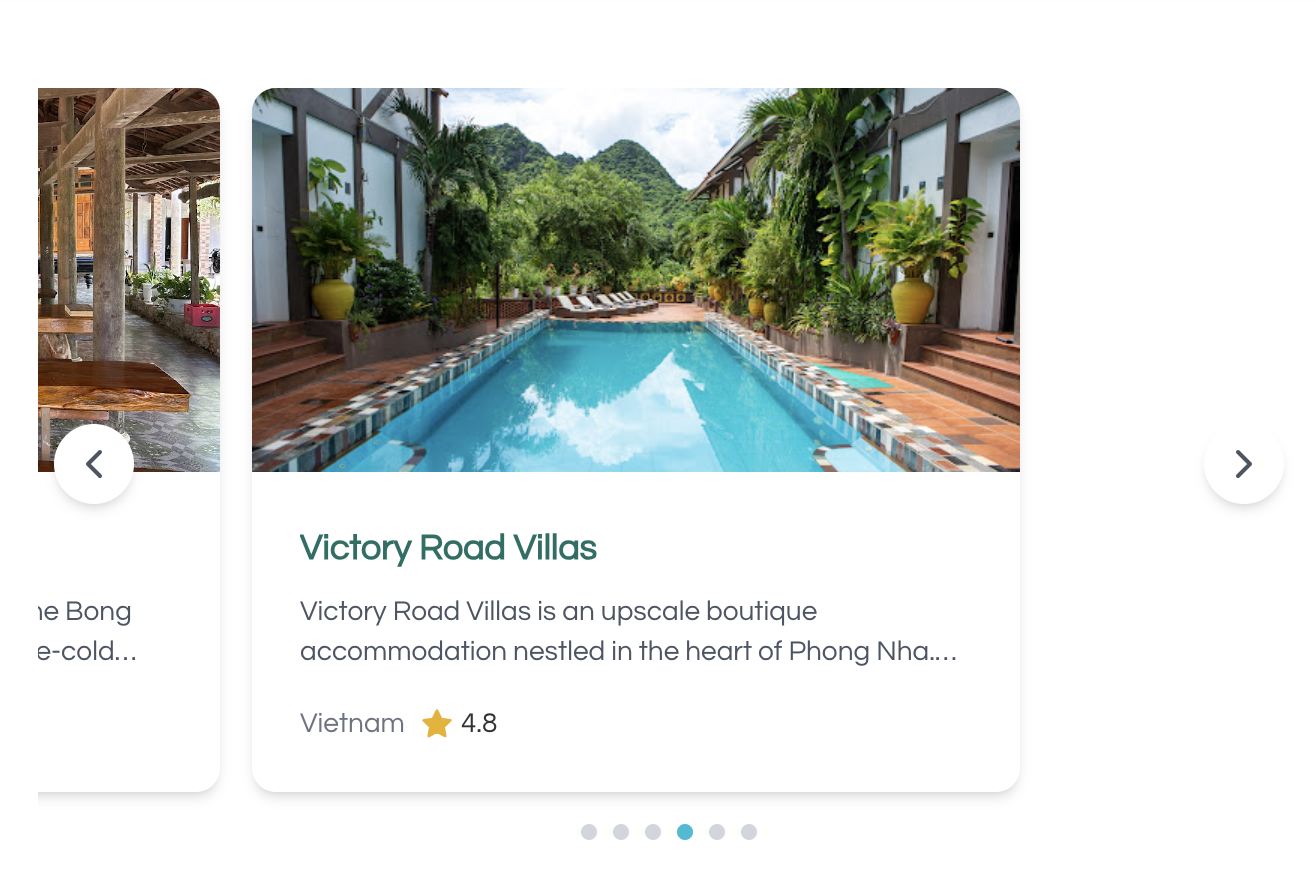 Bong
e-cold...
Victory Road Villas
Victory Road Villas is an upscale boutique
accommodation nestled in the heart of Phong Nha....
Vietnam 4.8